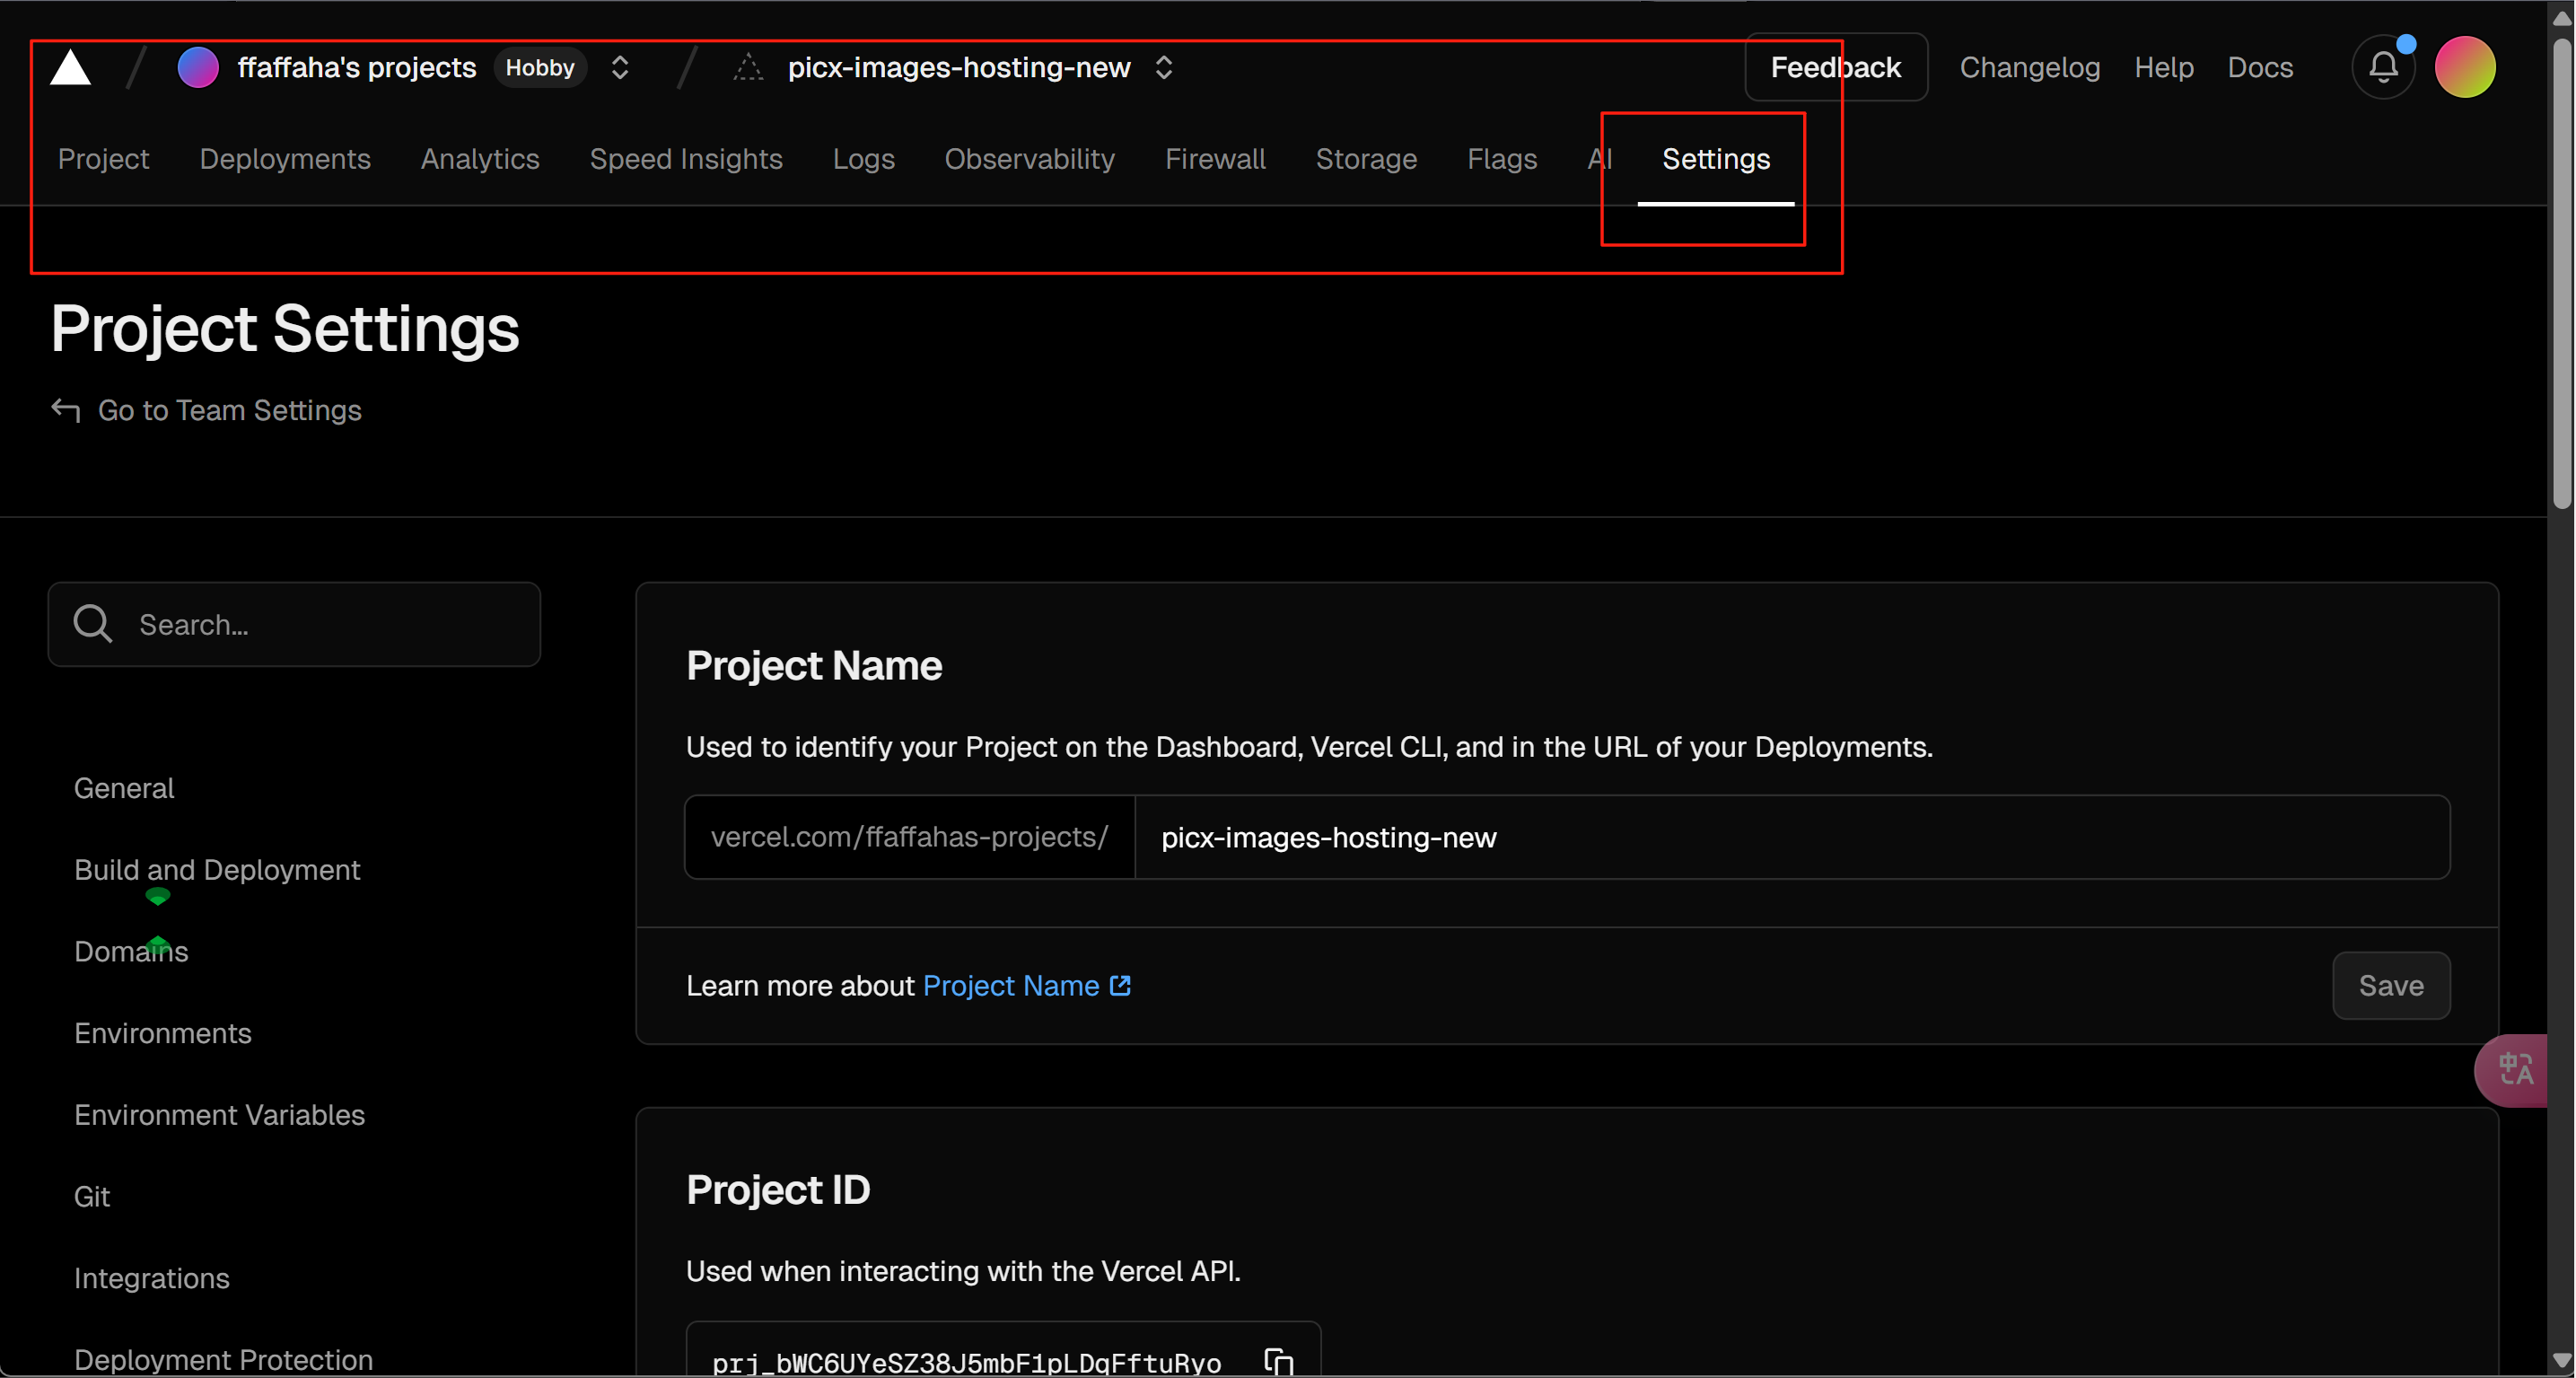 ffaffaha's projects Hobby picx-images-hosting-new Feedback Changelog Help Docs
Project Deployments Analytics Speed Insights Logs Observability Firewall Storage Flags AI Settings
Project Settings
Go to Team Settings
Search...
General
Build and Deployment
Domains
Environments
Environment Variables
Git
Integrations
Deployment Protection
Project Name
Used to identify your Project on the Dashboard, Vercel CLI, and in the URL of your Deployments.
vercel.com/ffaffahas-projects/ picx-images-hosting-new
Learn more about Project Name
Save
中A
Project ID
Used when interacting with the Vercel API.
prj_bWC6UYeSZ38J5mbF1pLDqFftuRyo